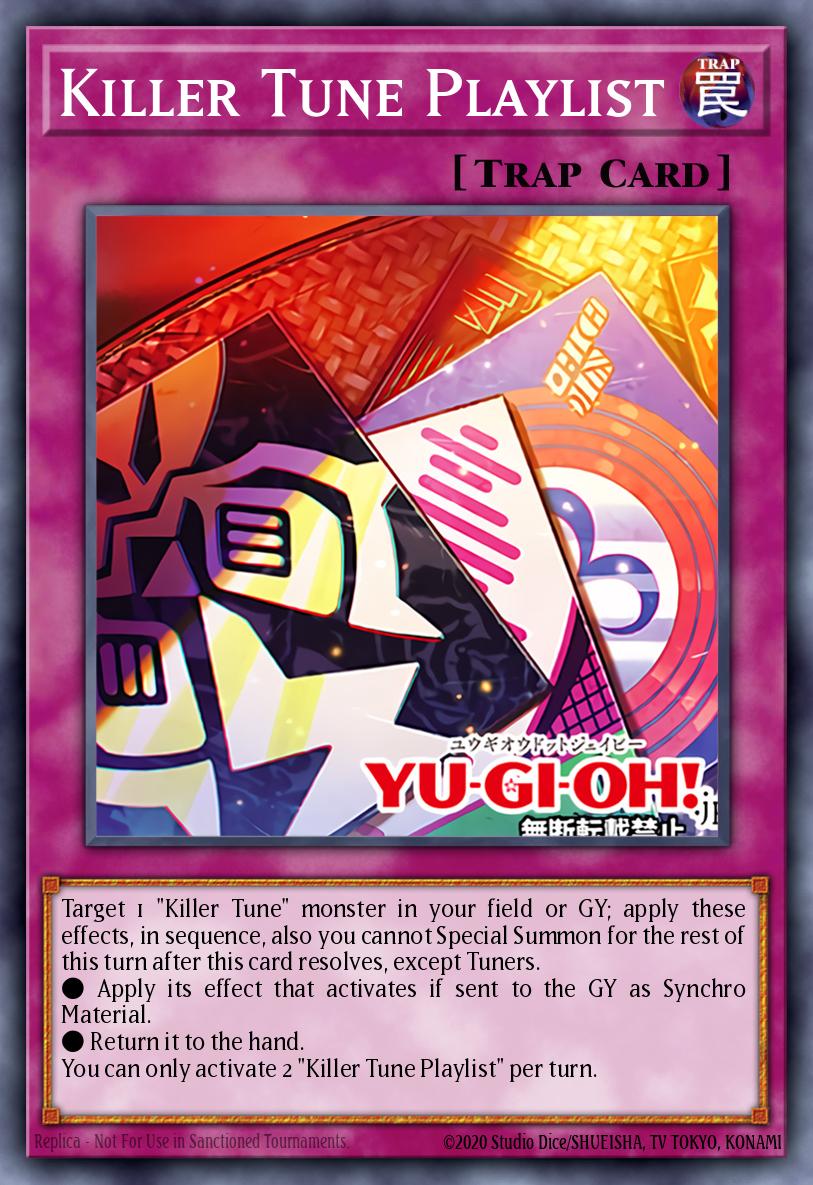 Killer Tune Playlist
TRAP
罠
[Trap Card]
ユウギオウドットジェイピー
YU-GI-OH!
.jp
無断転載禁止
Target 1 "Killer Tune" monster in your field or GY; apply these
effects, in sequence, also you cannot Special Summon for the rest of
this turn after this card resolves, except Tuners.
● Apply its effect that activates if sent to the GY as Synchro
Material.
● Return it to the hand.
You can only activate 2 "Killer Tune Playlist" per turn.
Replica - Not For Use in Sanctioned Tournaments.
©2020 Studio Dice/SHUEISHA, TV TOKYO, KONAMI